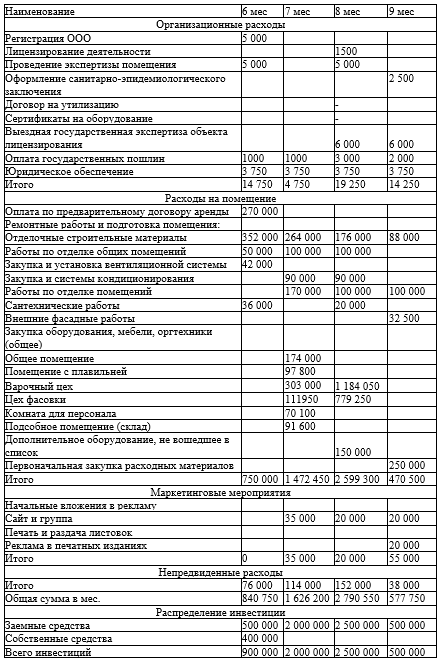 Наименование 6 мес 7 мес 8 мес 9 мес
Организационные расходы
Регистрация ООО 5 000
Лицензирование деятельности 1500
Проведение экспертизы помещения 5 000 5 000
Оформление санитарно-эпидемиологического 2 500
заключения
Договор на утилизацию -
Сертификаты на оборудование -
Выездная государственная экспертиза объекта
лицензирования 6 000 6 000
Оплата государственных пошлин 1000 1000 3 000 2 000
Юридическое обеспечение 3 750 3 750 3 750 3 750
Итого 14 750 4 750 19 250 14 250
Расходы на помещение
Оплата по предварительному договору аренды 270 000
Ремонтные работы и подготовка помещения:
Отделочные строительные материалы 352 000 264 000 176 000 88 000
Работы по отделке общих помещений 50 000 100 000 100 000
Закупка и установка вентиляционной системы 42 000
Закупка и системы кондиционирования 90 000 90 000
Работы по отделке помещений 170 000 100 000 100 000
Сантехнические работы 36 000 20 000
Внешние фасадные работы 32 500
Закупка оборудования, мебели, оргтехники
(общее)
Общее помещение 174 000
Помещение с плавильней 97 800
Варочный цех 303 000 1 184 050
Цех фасовки 111950 779 250
Комната для персонала 70 100
Подсобное помещение (склад) 91 600
Дополнительное оборудование, не вошедшее в
список 150 000
Первоначальная закупка расходных материалов 250 000
Итого 750 000 1 472 450 2 599 300 470 500
Маркетинговые мероприятия
Начальные вложения в рекламу
Сайт и группа 35 000 20 000 20 000
Печать и раздача листовок
Реклама в печатных изданиях 20 000
Итого 0 35 000 20 000 55 000
Непредвиденные расходы
Итого 76 000 114 000 152 000 38 000
Общая сумма в мес. 840 750 1 626 200 2 790 550 577 750
Распределение инвестиции
Заемные средства 500 000 2 000 000 2 500 000 500 000
Собственные средства 400 000
Всего инвестиций 900 000 2 000 000 2 500 000 500 000